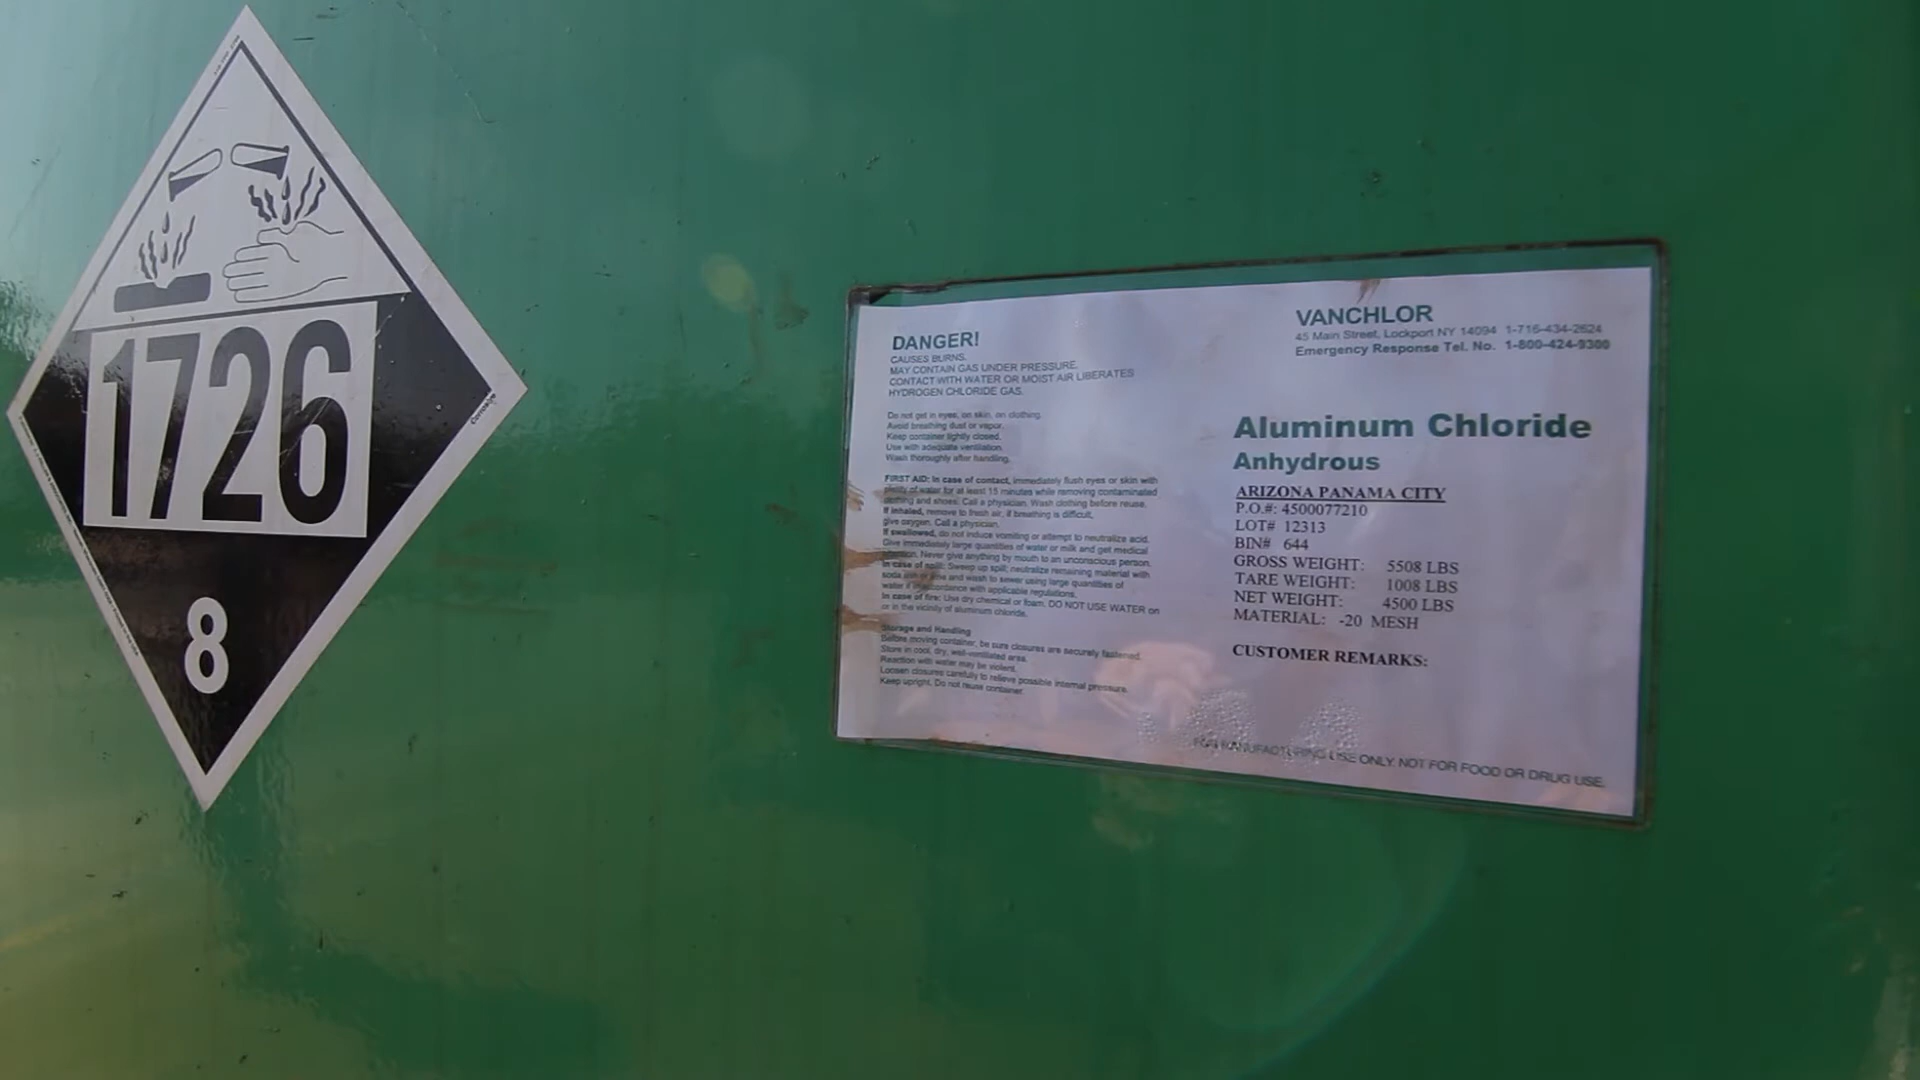 1726
Corrosive
8
DANGER!
CAUSES BURNS.
MAY CONTAIN GAS UNDER PRESSURE.
CONTACT WITH WATER OR MOIST AIR LIBERATES
HYDROGEN CHLORIDE GAS.
Do not get in eyes, on skin, on clothing.
Avoid breathing dust or vapor.
Keep container tightly closed.
Use with adequate ventilation.
Wash thoroughly after handling.
FIRST AID: In case of contact, immediately flush eyes or skin with
plenty of water for at least 15 minutes while removing contaminated
clothing and shoes. Call a physician. Wash clothing before reuse.
If inhaled, remove to fresh air, if breathing is difficult,
give oxygen. Call a physician.
If swallowed, do not induce vomiting or attempt to neutralize acid.
Give immediately large quantities of water or milk and get medical
attention. Never give anything by mouth to an unconscious person.
In case of spill: Sweep up spill; neutralize remaining material with
soda ash or lime and wash to sewer using large quantities of
water if in accordance with applicable regulations.
In case of fire: Use dry chemical or foam. DO NOT USE WATER on
or in the vicinity of aluminum chloride.
Storage and Handling
Before moving container, be sure closures are securely fastened.
Store in cool, dry, well-ventilated area.
Reaction with water may be violent.
Loosen closures carefully to relieve possible internal pressure.
Keep upright. Do not reuse container.
VANCHLOR
45 Main Street, Lockport NY 14094 1-716-434-2624
Emergency Response Tel. No. 1-800-424-9300
Aluminum Chloride
Anhydrous
ARIZONA PANAMA CITY
P.O.#: 4500077210
LOT# 12313
BIN# 644
GROSS WEIGHT: 5508 LBS
TARE WEIGHT: 1008 LBS
NET WEIGHT: 4500 LBS
MATERIAL: -20 MESH
CUSTOMER REMARKS:
FOR MANUFACTURING USE ONLY. NOT FOR FOOD OR DRUG USE.